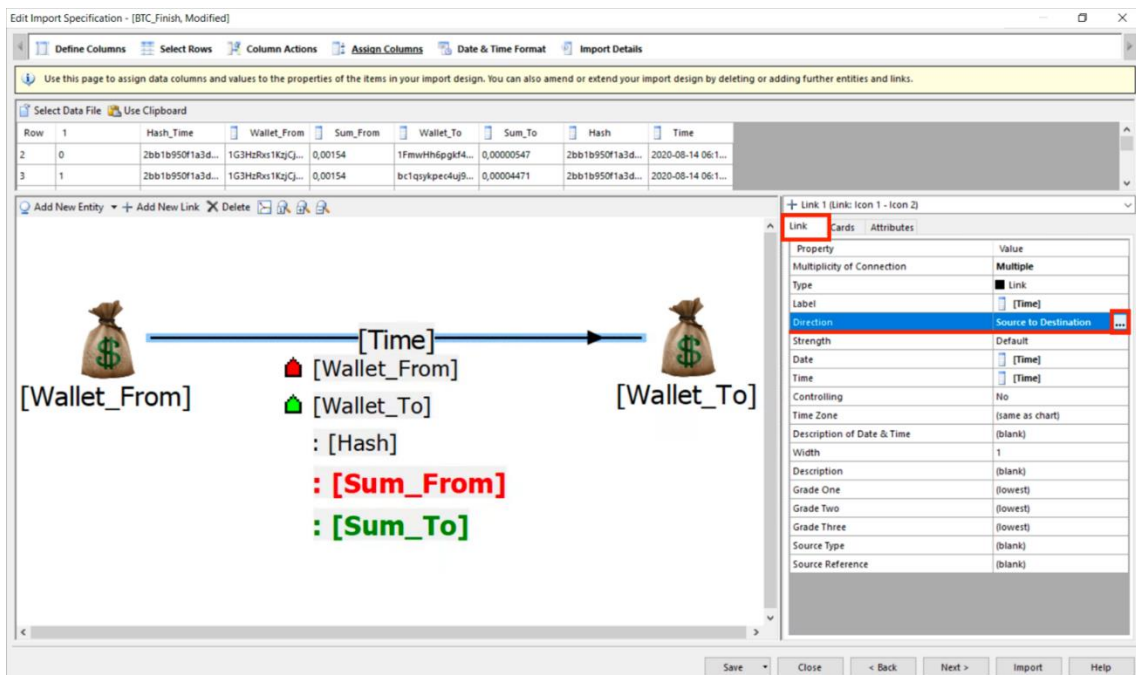 Edit Import Specification - [BTC_Finish, Modified]
Define Columns Select Rows Column Actions Assign Columns Date & Time Format Import Details
Use this page to assign data columns and values to the properties of the items in your import design. You can also amend or extend your import design by deleting or adding further entities and links.
Select Data File Use Clipboard
Row 1 Hash_Time Wallet_From Sum_From Wallet_To Sum_To Hash Time
2 0 2bb1b950f1a3d... 1G3HzRxs1KzjCj... 0,00154 1FmwHh6pgkf4... 0,00000547 2bb1b950f1a3d... 2020-08-14 06:1...
3 1 2bb1b950f1a3d... 1G3HzRxs1KzjCj... 0,00154 bc1qsykpec4uj9... 0,00004471 2bb1b950f1a3d... 2020-08-14 06:1...
Add New Entity + Add New Link Delete
[Wallet_From]
[Time]
[Wallet_From]
[Wallet_To]
: [Hash]
: [Sum_From]
: [Sum_To]
[Wallet_To]
Link 1 (Link: Icon 1 - Icon 2)
Link Cards Attributes
Property Value
Multiplicity of Connection Multiple
Type Link
Label [Time]
Direction Source to Destination ...
Strength Default
Date [Time]
Time [Time]
Controlling No
Time Zone (same as chart)
Description of Date & Time (blank)
Width 1
Description (blank)
Grade One (lowest)
Grade Two (lowest)
Grade Three (lowest)
Source Type (blank)
Source Reference (blank)
Save Close < Back Next > Import Help